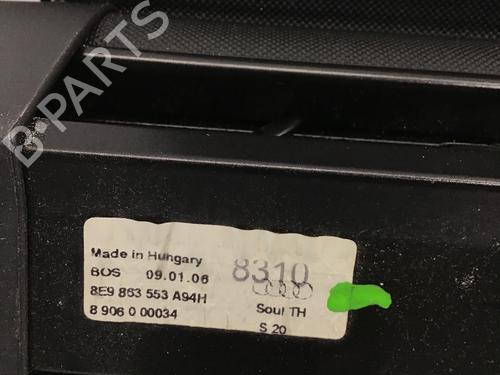 B-PARTS
Made in Hungary
BOS 09.01.06 8310
8E9 863 553 A94H
8 906 0 00034 Soul TH
S 20